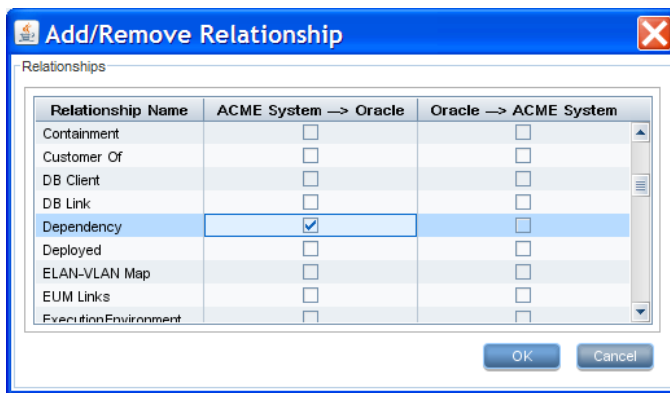 Add/Remove Relationship
Relationships
Relationship Name ACME System --> Oracle Oracle --> ACME System
Containment
Customer Of
DB Client
DB Link
Dependency
Deployed
ELAN-VLAN Map
EUM Links
ExecutionEnvironment
OK Cancel